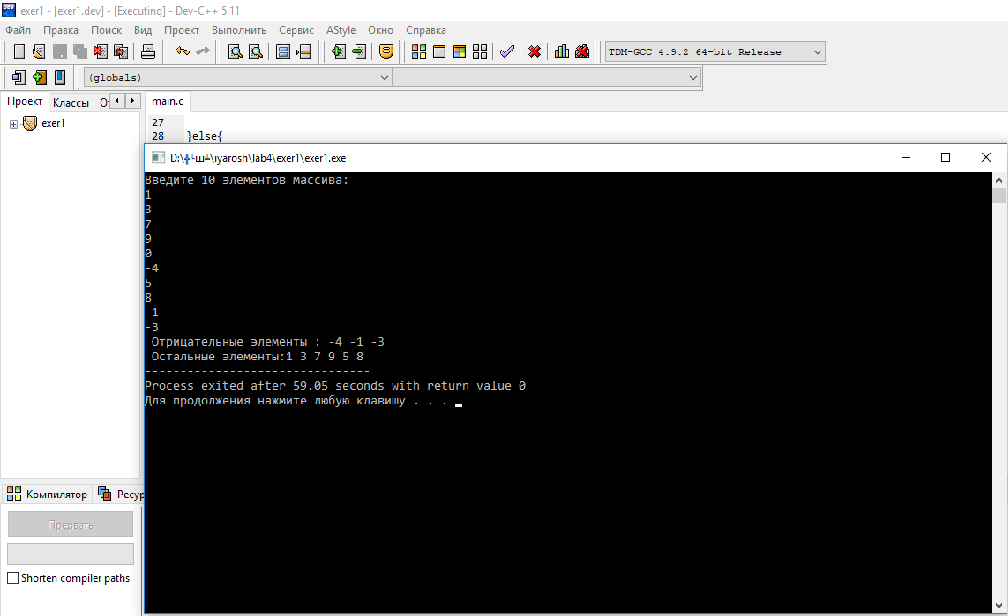 exer1 - [exer1.dev] - [Executing] - Dev-C++ 5.11
Файл Правка Поиск Вид Проект Выполнить Сервис AStyle Окно Справка
TDM-GCC 4.9.2 64-bit Release
(globals)
Проект Классы
main.c
exer1
27
28 }else{
exer1\exer1.exe
Введите 10 элементов массива:
1
3
7
9
0
-4
5
8
1
-3
Отрицательные элементы : -4 -1 -3
Остальные элементы:1 3 7 9 5 8
--------------------------------
Process exited after 59.05 seconds with return value 0
Для продолжения нажмите любую клавишу . . .
Компилятор Ресур
Прервать
Shorten compiler paths